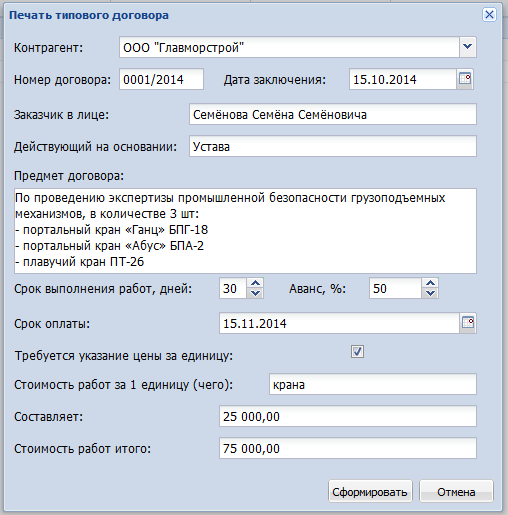 Печать типового договора
Контрагент: ООО "Главморстрой"
Номер договора: 0001/2014 Дата заключения: 15.10.2014
Заказчик в лице: Семёнова Семёна Семёновича
Действующий на основании: Устава
Предмет договора:
По проведению экспертизы промышленной безопасности грузоподъемных
механизмов, в количестве 3 шт:
- портальный кран «Ганц» БПГ-18
- портальный кран «Абус» БПА-2
- плавучий кран ПТ-26
Срок выполнения работ, дней: 30 Аванс, %: 50
Срок оплаты: 15.11.2014
Требуется указание цены за единицу:
Стоимость работ за 1 единицу (чего): крана
Составляет: 25 000,00
Стоимость работ итого: 75 000,00
Сформировать Отмена